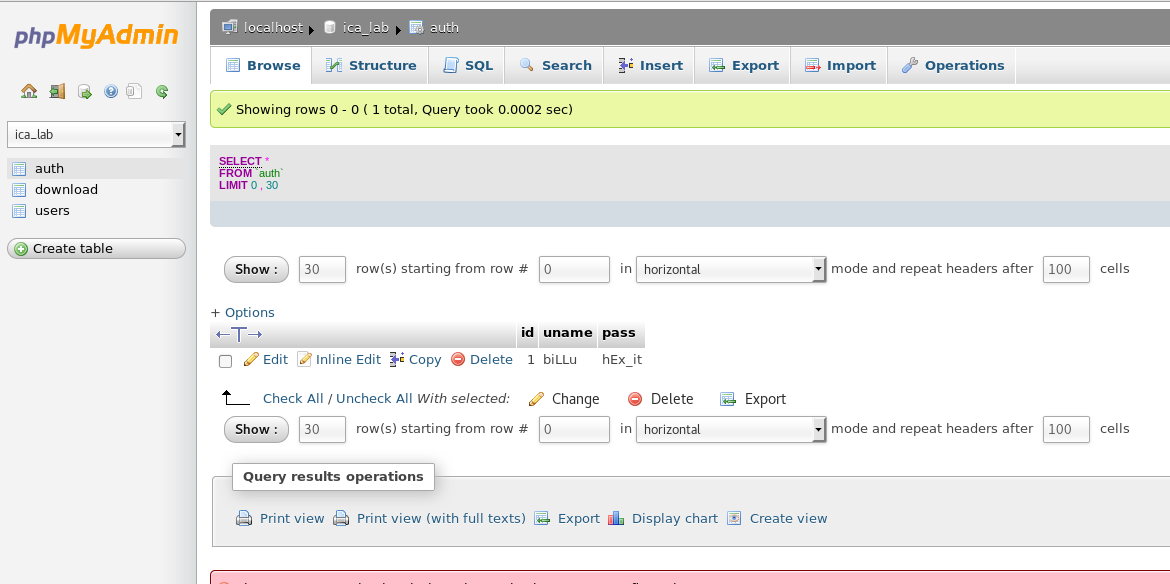 phpMyAdmin
localhost ica_lab auth
Browse Structure SQL Search Insert Export Import Operations
ica_lab
auth
download
users
Create table
Showing rows 0 - 0 ( 1 total, Query took 0.0002 sec)
SELECT *
FROM `auth`
LIMIT 0 , 30
Show : 30 row(s) starting from row # 0 in horizontal mode and repeat headers after 100 cells
+ Options
←T→ id uname pass
Edit Inline Edit Copy Delete 1 biLLu hEx_it
Check All / Uncheck All With selected: Change Delete Export
Show : 30 row(s) starting from row # 0 in horizontal mode and repeat headers after 100 cells
Query results operations
Print view Print view (with full texts) Export Display chart Create view